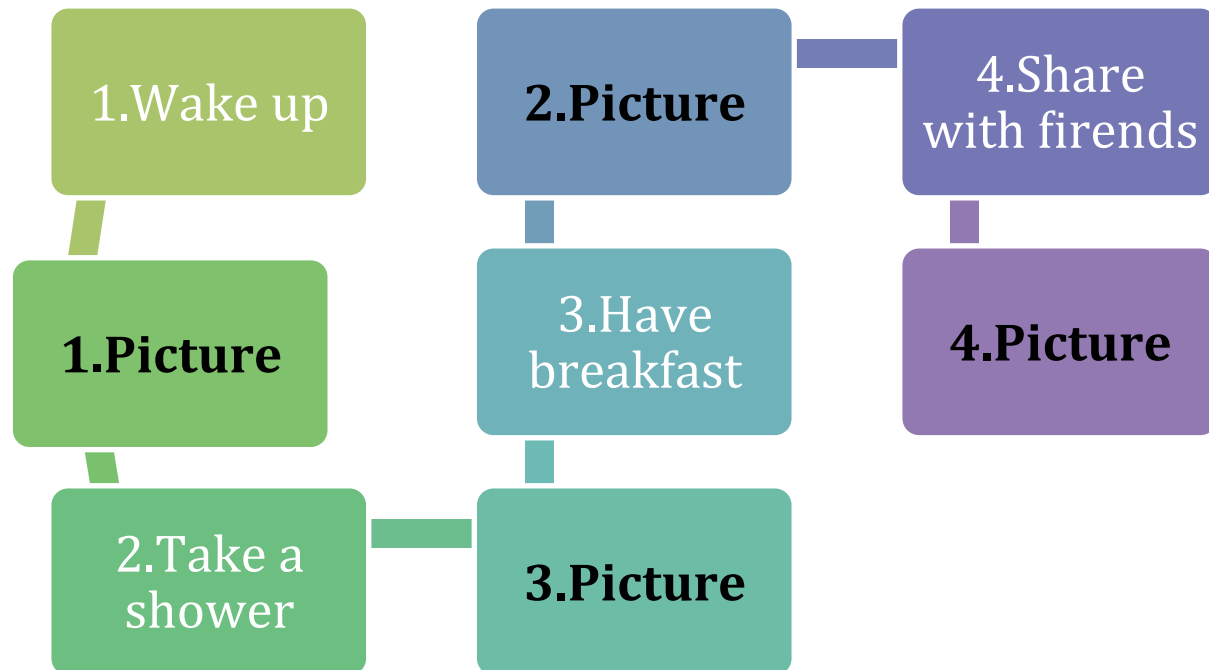 1.Wake up
1.Picture
2.Take a
shower
3.Picture
3.Have
breakfast
2.Picture
4.Share
with firends
4.Picture